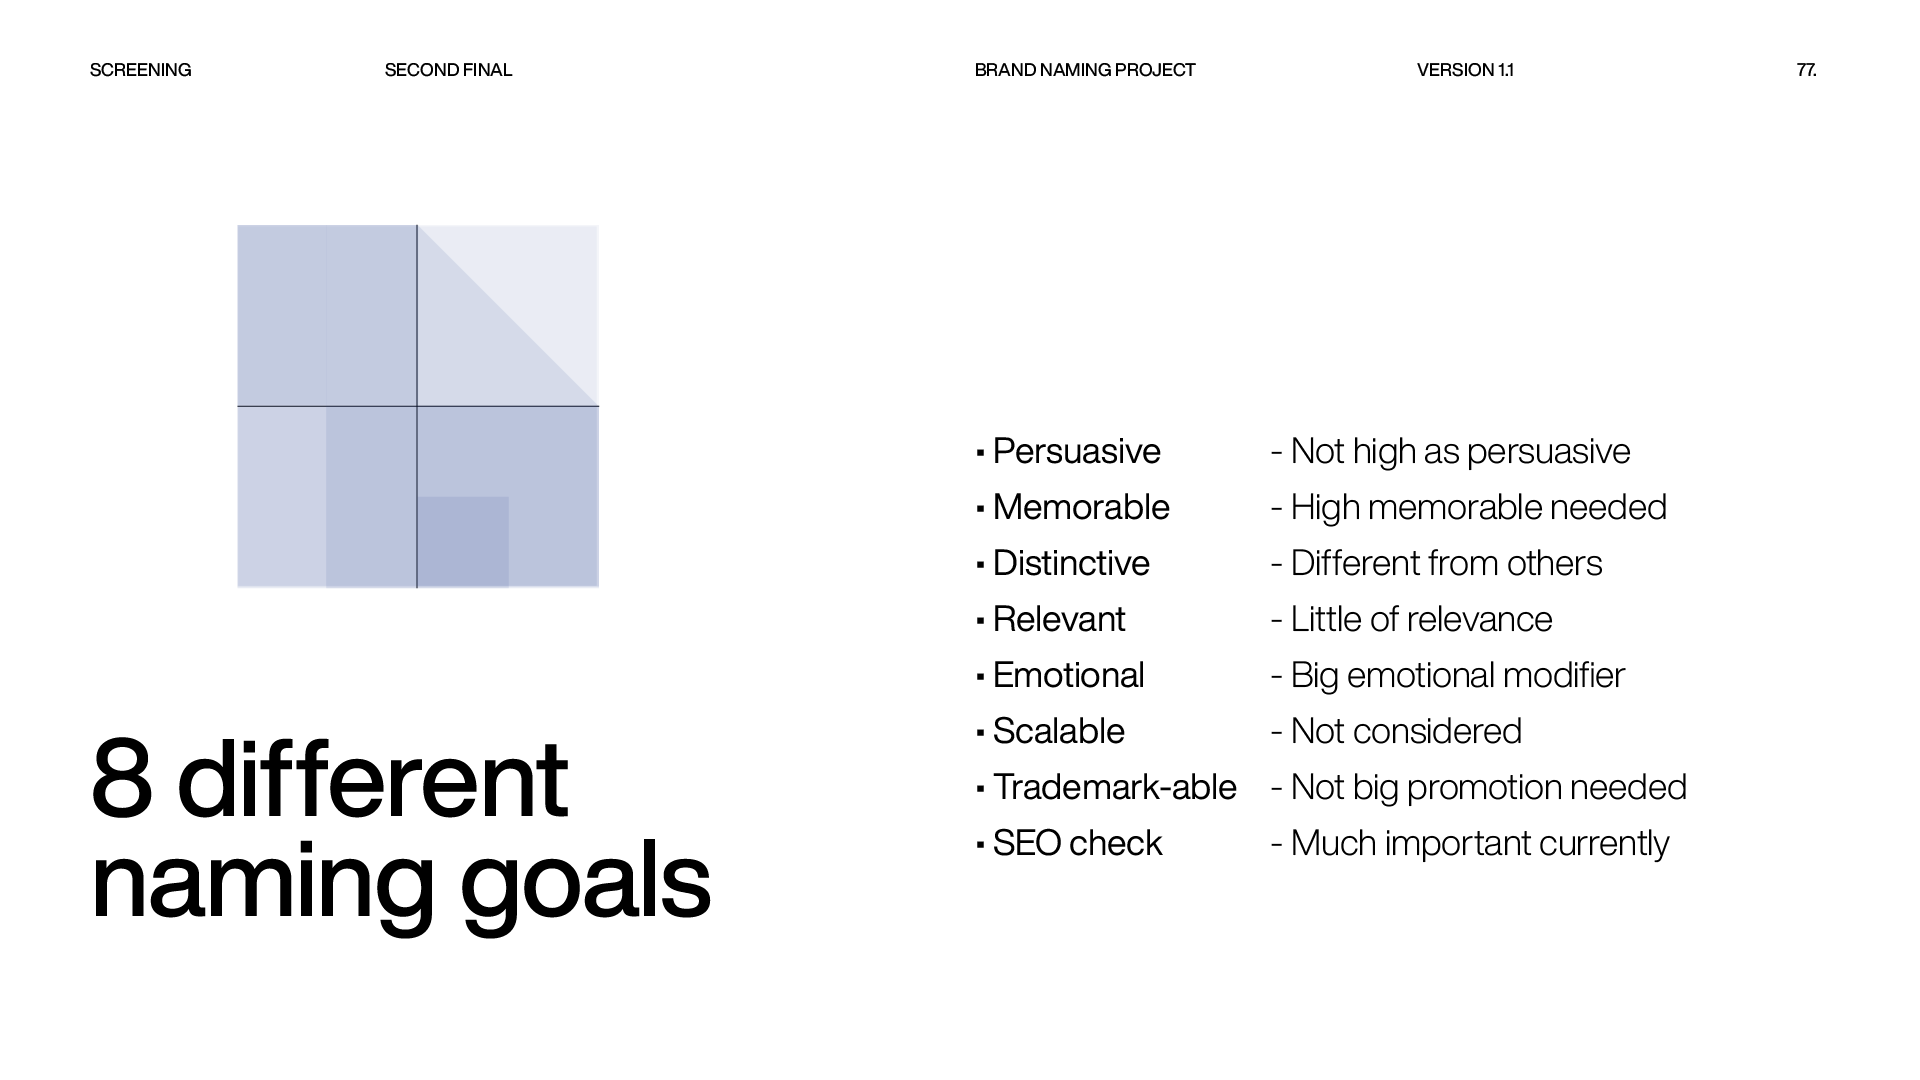 SCREENING
SECOND FINAL
BRAND NAMING PROJECT
VERSION 1.1
77.
8 different
naming goals
▪ Persuasive - Not high as persuasive
▪ Memorable - High memorable needed
▪ Distinctive - Different from others
▪ Relevant - Little of relevance
▪ Emotional - Big emotional modifier
▪ Scalable - Not considered
▪ Trademark-able - Not big promotion needed
▪ SEO check - Much important currently